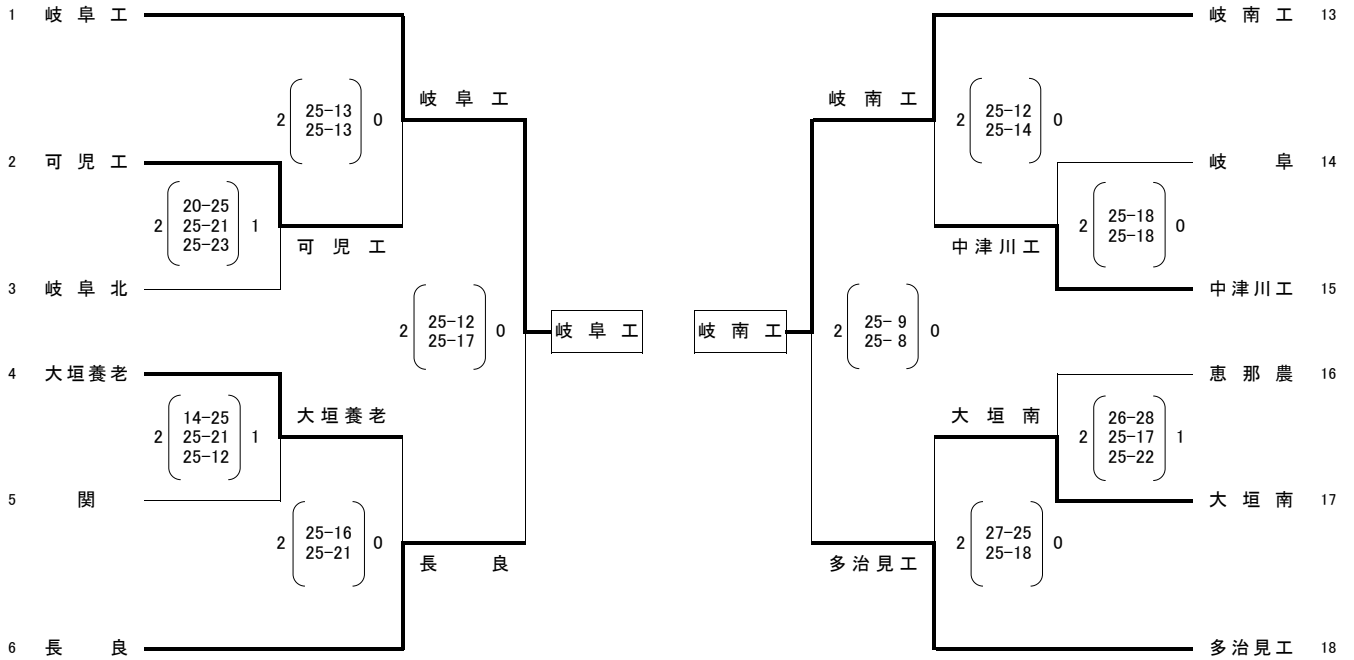 1 岐阜工
2 25-13 0
25-13
岐阜工
2 可児工
2 20-25 1
25-21
25-23
可児工
3 岐阜北
2 25-12 0
25-17
岐阜工
4 大垣養老
2 14-25 1
25-21
25-12
大垣養老
5 関
2 25-16 0
25-21
長良
6 長良
岐南工 13
岐南工
2 25-12 0
25-14
岐阜 14
2 25-18 0
25-18
中津川工
中津川工 15
岐南工
2 25- 9 0
25- 8
恵那農 16
大垣南
2 26-28 1
25-17
25-22
大垣南 17
2 27-25 0
25-18
多治見工
多治見工 18